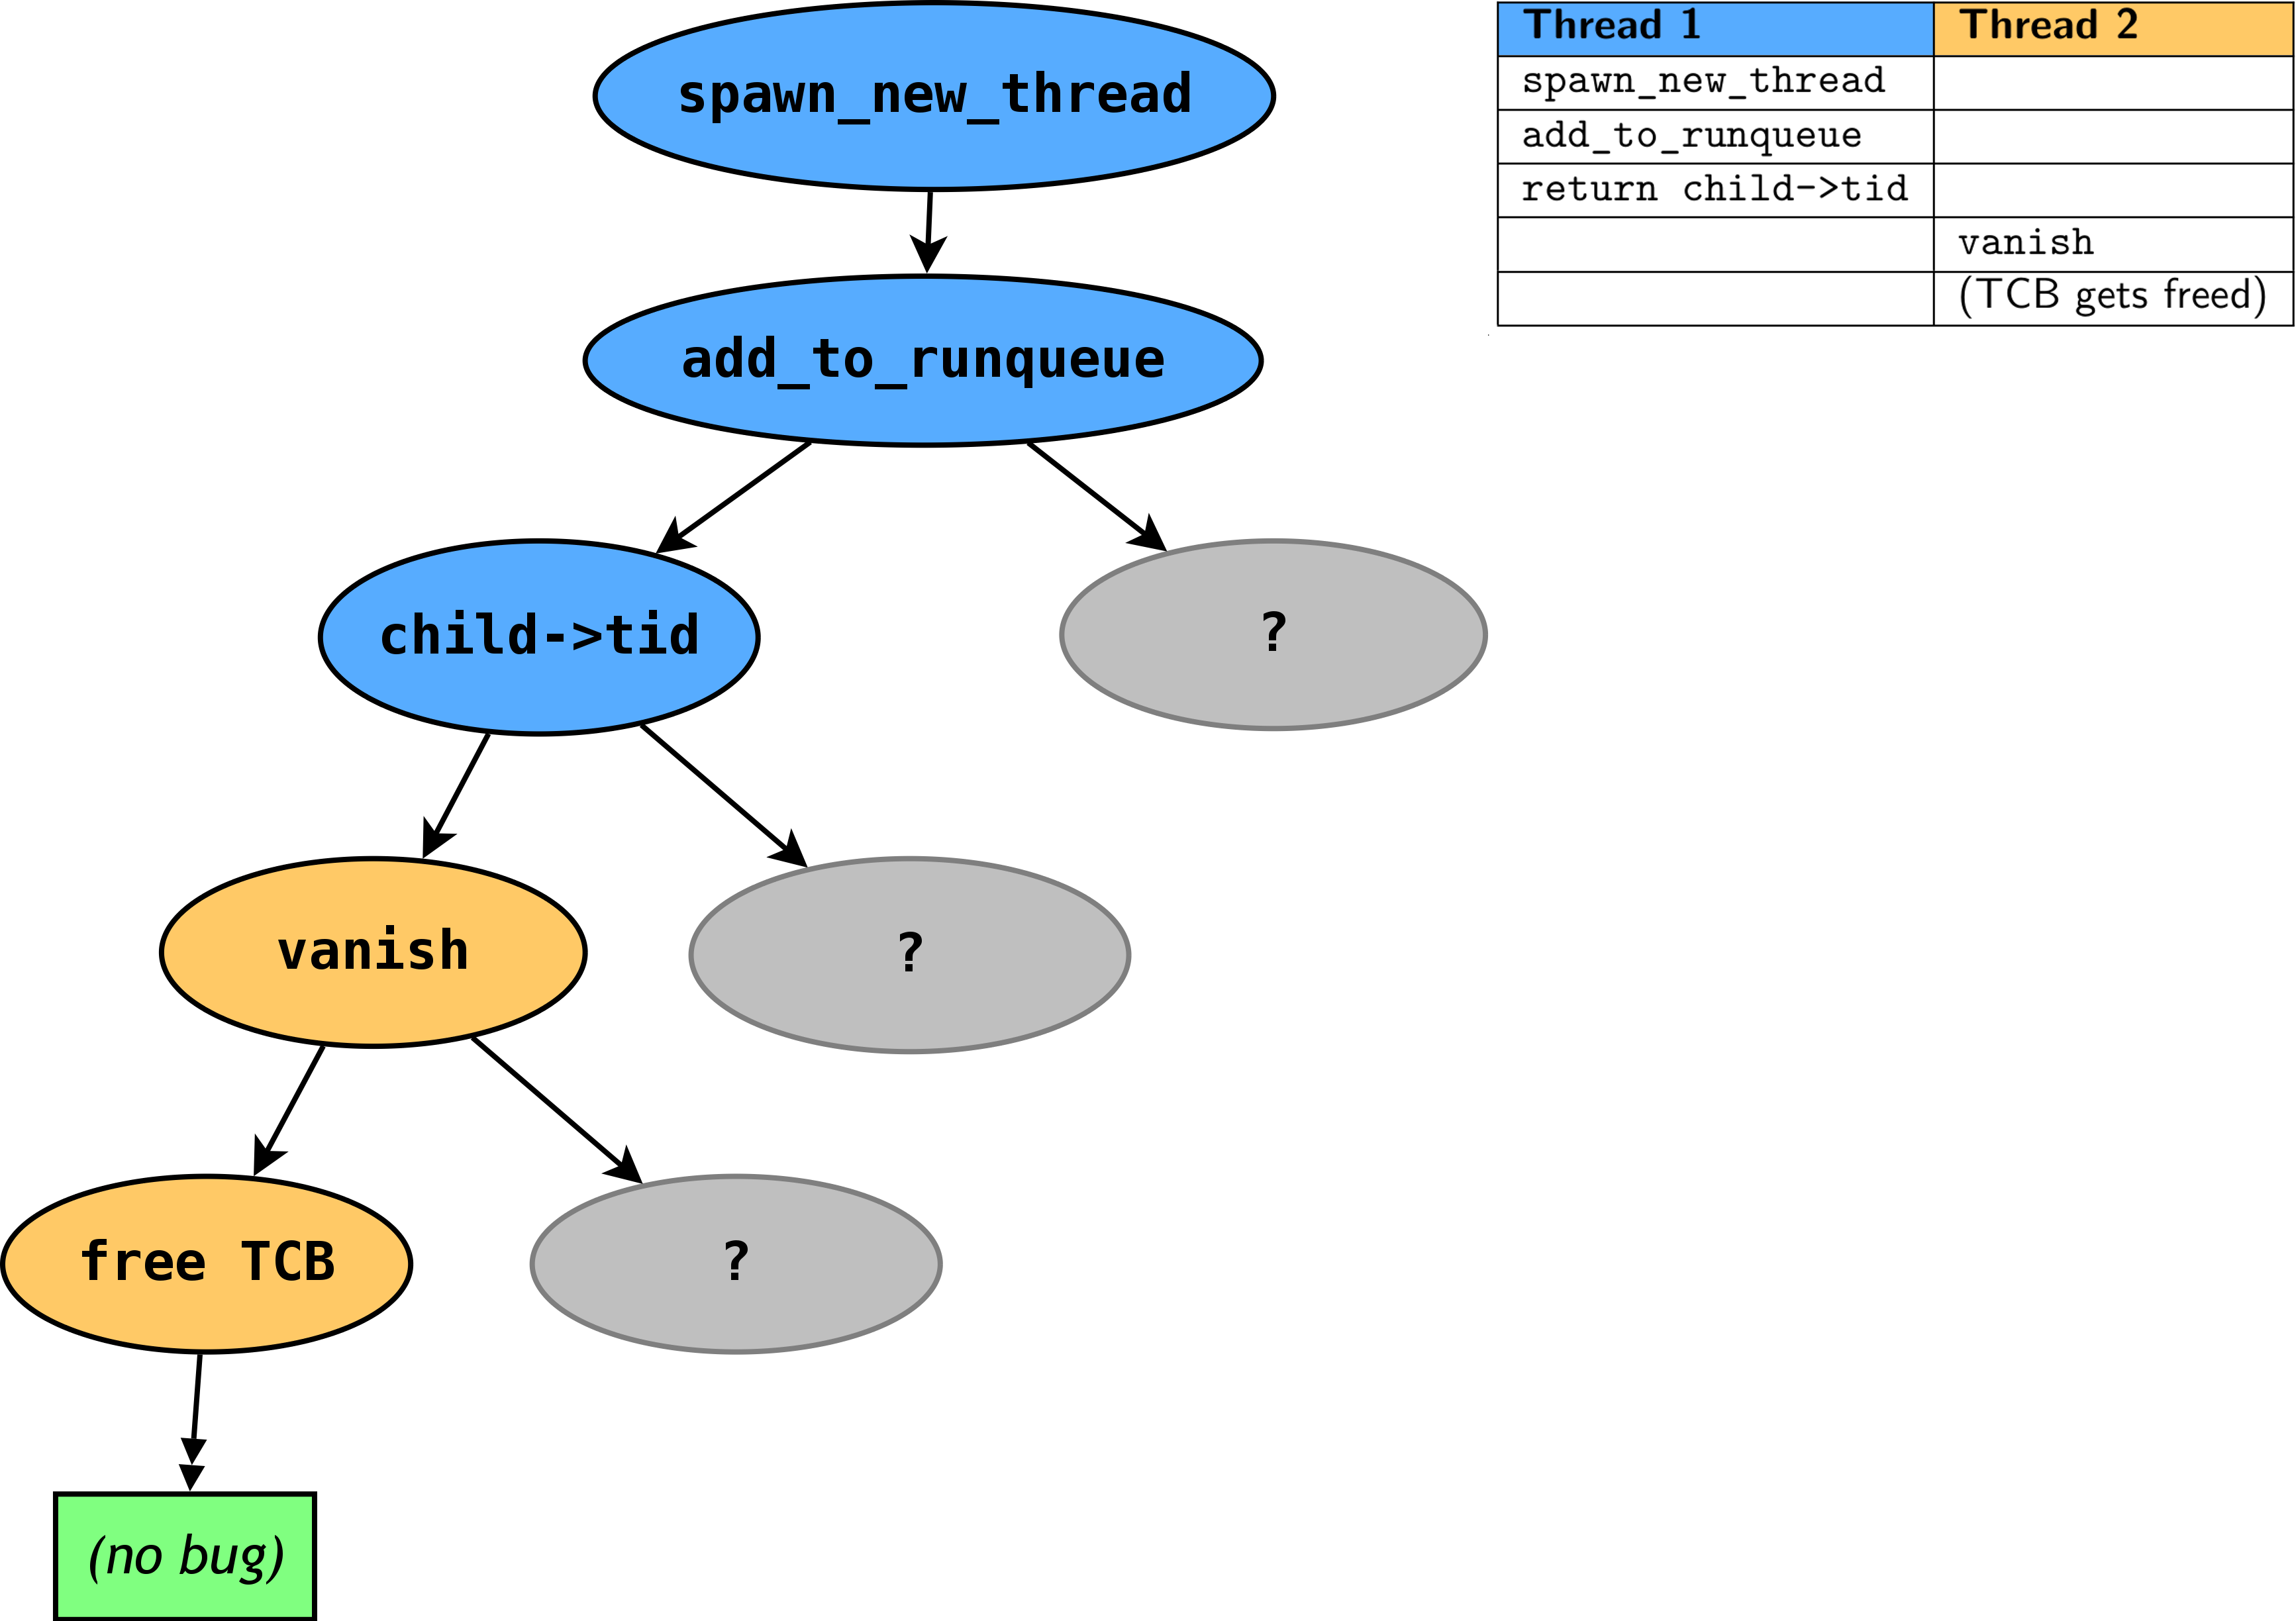 spawn_new_thread
add_to_runqueue
child->tid
?
vanish
?
free TCB
?
(no bug)
Thread 1 Thread 2
spawn_new_thread
add_to_runqueue
return child->tid
vanish
(TCB gets freed)